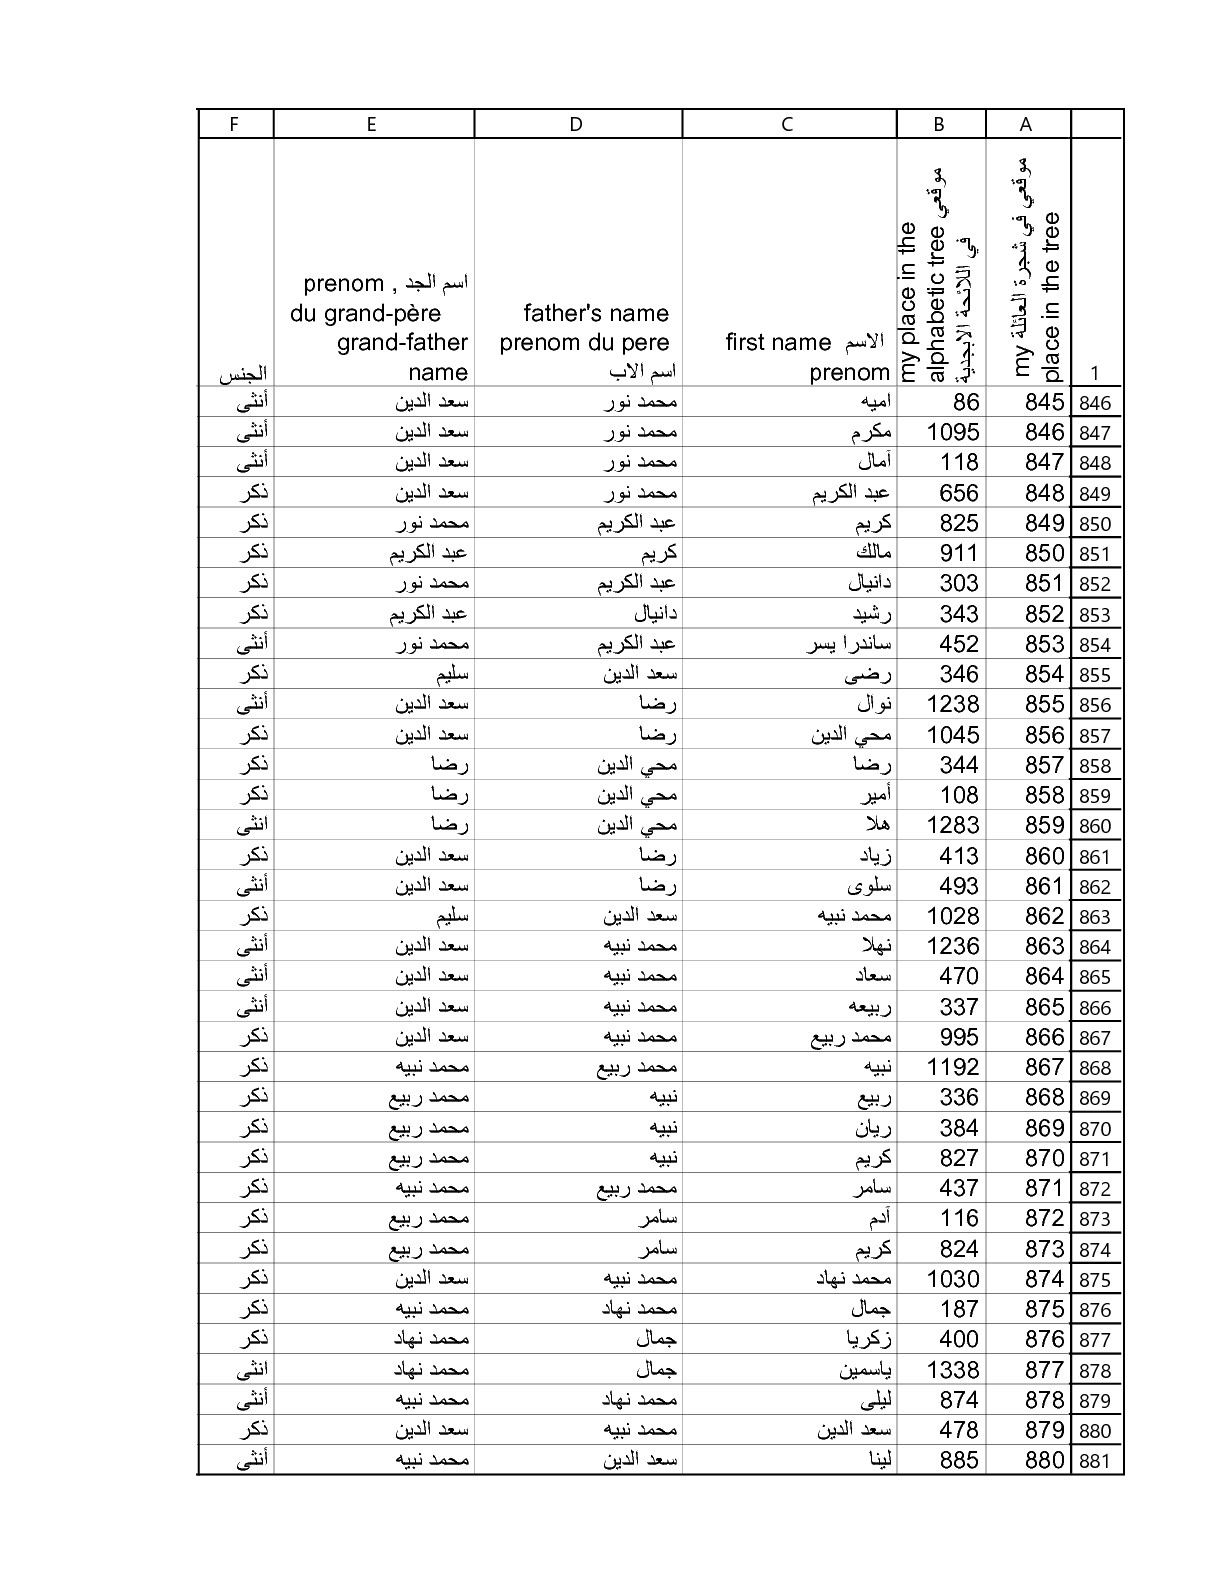 A B C D E F
1
موقعي في شجرة العائلة my
place in the tree
my place in the
alphabetic tree موقعي
في اللائحة الابجدية
first name الاسم
prenom
father's name
prenom du pere
اسم الاب
اسم الجد , prenom
du grand-père
grand-father
name
الجنس
846 845 86 اميه محمد نور سعد الدين أنثى
847 846 1095 مكرم محمد نور سعد الدين أنثى
848 847 118 آمال محمد نور سعد الدين أنثى
849 848 656 عبد الكريم محمد نور سعد الدين ذكر
850 849 825 كريم عبد الكريم محمد نور ذكر
851 850 911 مالك كريم عبد الكريم ذكر
852 851 303 دانيال عبد الكريم محمد نور ذكر
853 852 343 رشيد دانيال عبد الكريم ذكر
854 853 452 ساندرا يسر عبد الكريم محمد نور أنثى
855 854 346 رضى سعد الدين سليم ذكر
856 855 1238 نوال رضا سعد الدين أنثى
857 856 1045 محي الدين رضا سعد الدين ذكر
858 857 344 رضا محي الدين رضا ذكر
859 858 108 أمير محي الدين رضا ذكر
860 859 1283 هلا محي الدين رضا انثى
861 860 413 زياد رضا سعد الدين ذكر
862 861 493 سلوى رضا سعد الدين أنثى
863 862 1028 محمد نبيه سعد الدين سليم ذكر
864 863 1236 نهلا محمد نبيه سعد الدين أنثى
865 864 470 سعاد محمد نبيه سعد الدين أنثى
866 865 337 ربيعه محمد نبيه سعد الدين أنثى
867 866 995 محمد ربيع محمد نبيه سعد الدين ذكر
868 867 1192 نبيه محمد ربيع محمد نبيه ذكر
869 868 336 ربيع نبيه محمد ربيع ذكر
870 869 384 ريان نبيه محمد ربيع ذكر
871 870 827 كريم نبيه محمد ربيع ذكر
872 871 437 سامر محمد ربيع محمد نبيه ذكر
873 872 116 آدم سامر محمد ربيع ذكر
874 873 824 كريم سامر محمد ربيع ذكر
875 874 1030 محمد نهاد محمد نبيه سعد الدين ذكر
876 875 187 جمال محمد نهاد محمد نبيه ذكر
877 876 400 زكريا جمال محمد نهاد ذكر
878 877 1338 ياسمين جمال محمد نهاد انثى
879 878 874 ليلى محمد نهاد محمد نبيه أنثى
880 879 478 سعد الدين محمد نبيه سعد الدين ذكر
881 880 885 لينا سعد الدين محمد نبيه أنثى